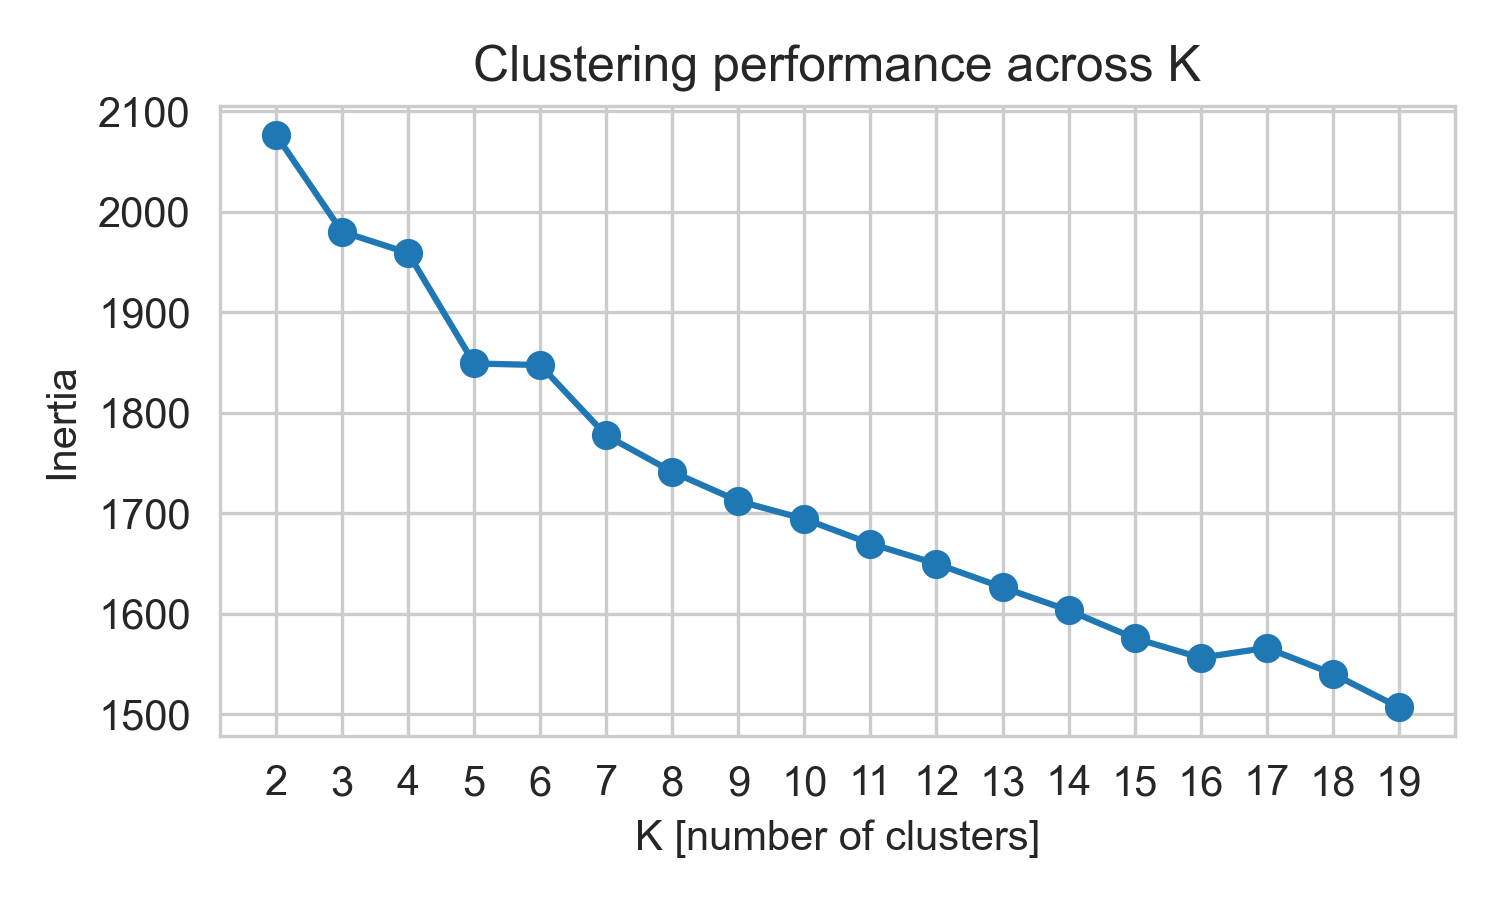 Clustering performance across K
2100
2000
1900
1800
1700
1600
1500
Inertia
2 3 4 5 6 7 8 9 10 11 12 13 14 15 16 17 18 19
K [number of clusters]